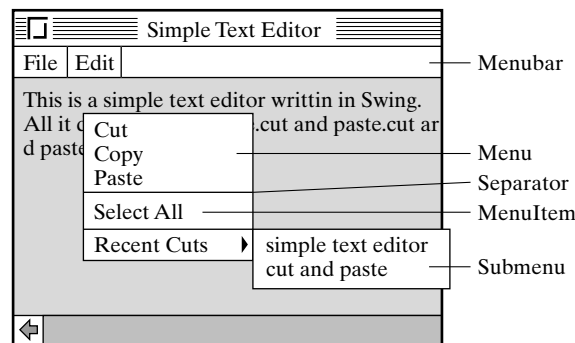 Simple Text Editor
File Edit
Menubar
This is a simple text editor writtin in Swing.
All it .cut and paste.cut ar
d paste
Cut
Copy
Paste
Select All
Recent Cuts
simple text editor
cut and paste
Menu
Separator
MenuItem
Submenu